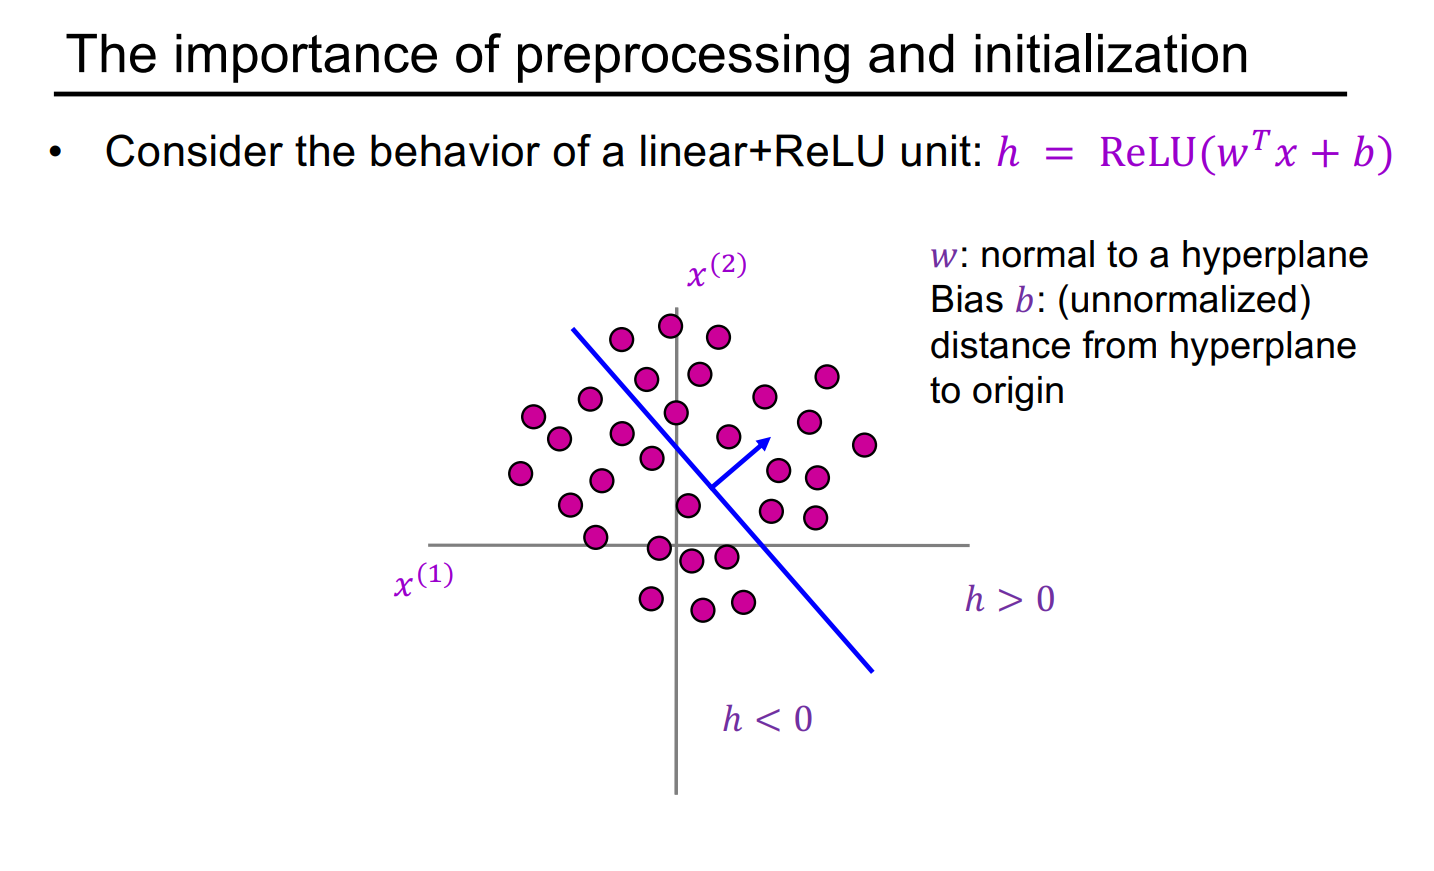 The importance of preprocessing and initialization
• Consider the behavior of a linear+ReLU unit: h = ReLU(wᵀx + b)
w: normal to a hyperplane
Bias b: (unnormalized)
distance from hyperplane
to origin
x⁽²⁾
x⁽¹⁾
h > 0
h < 0